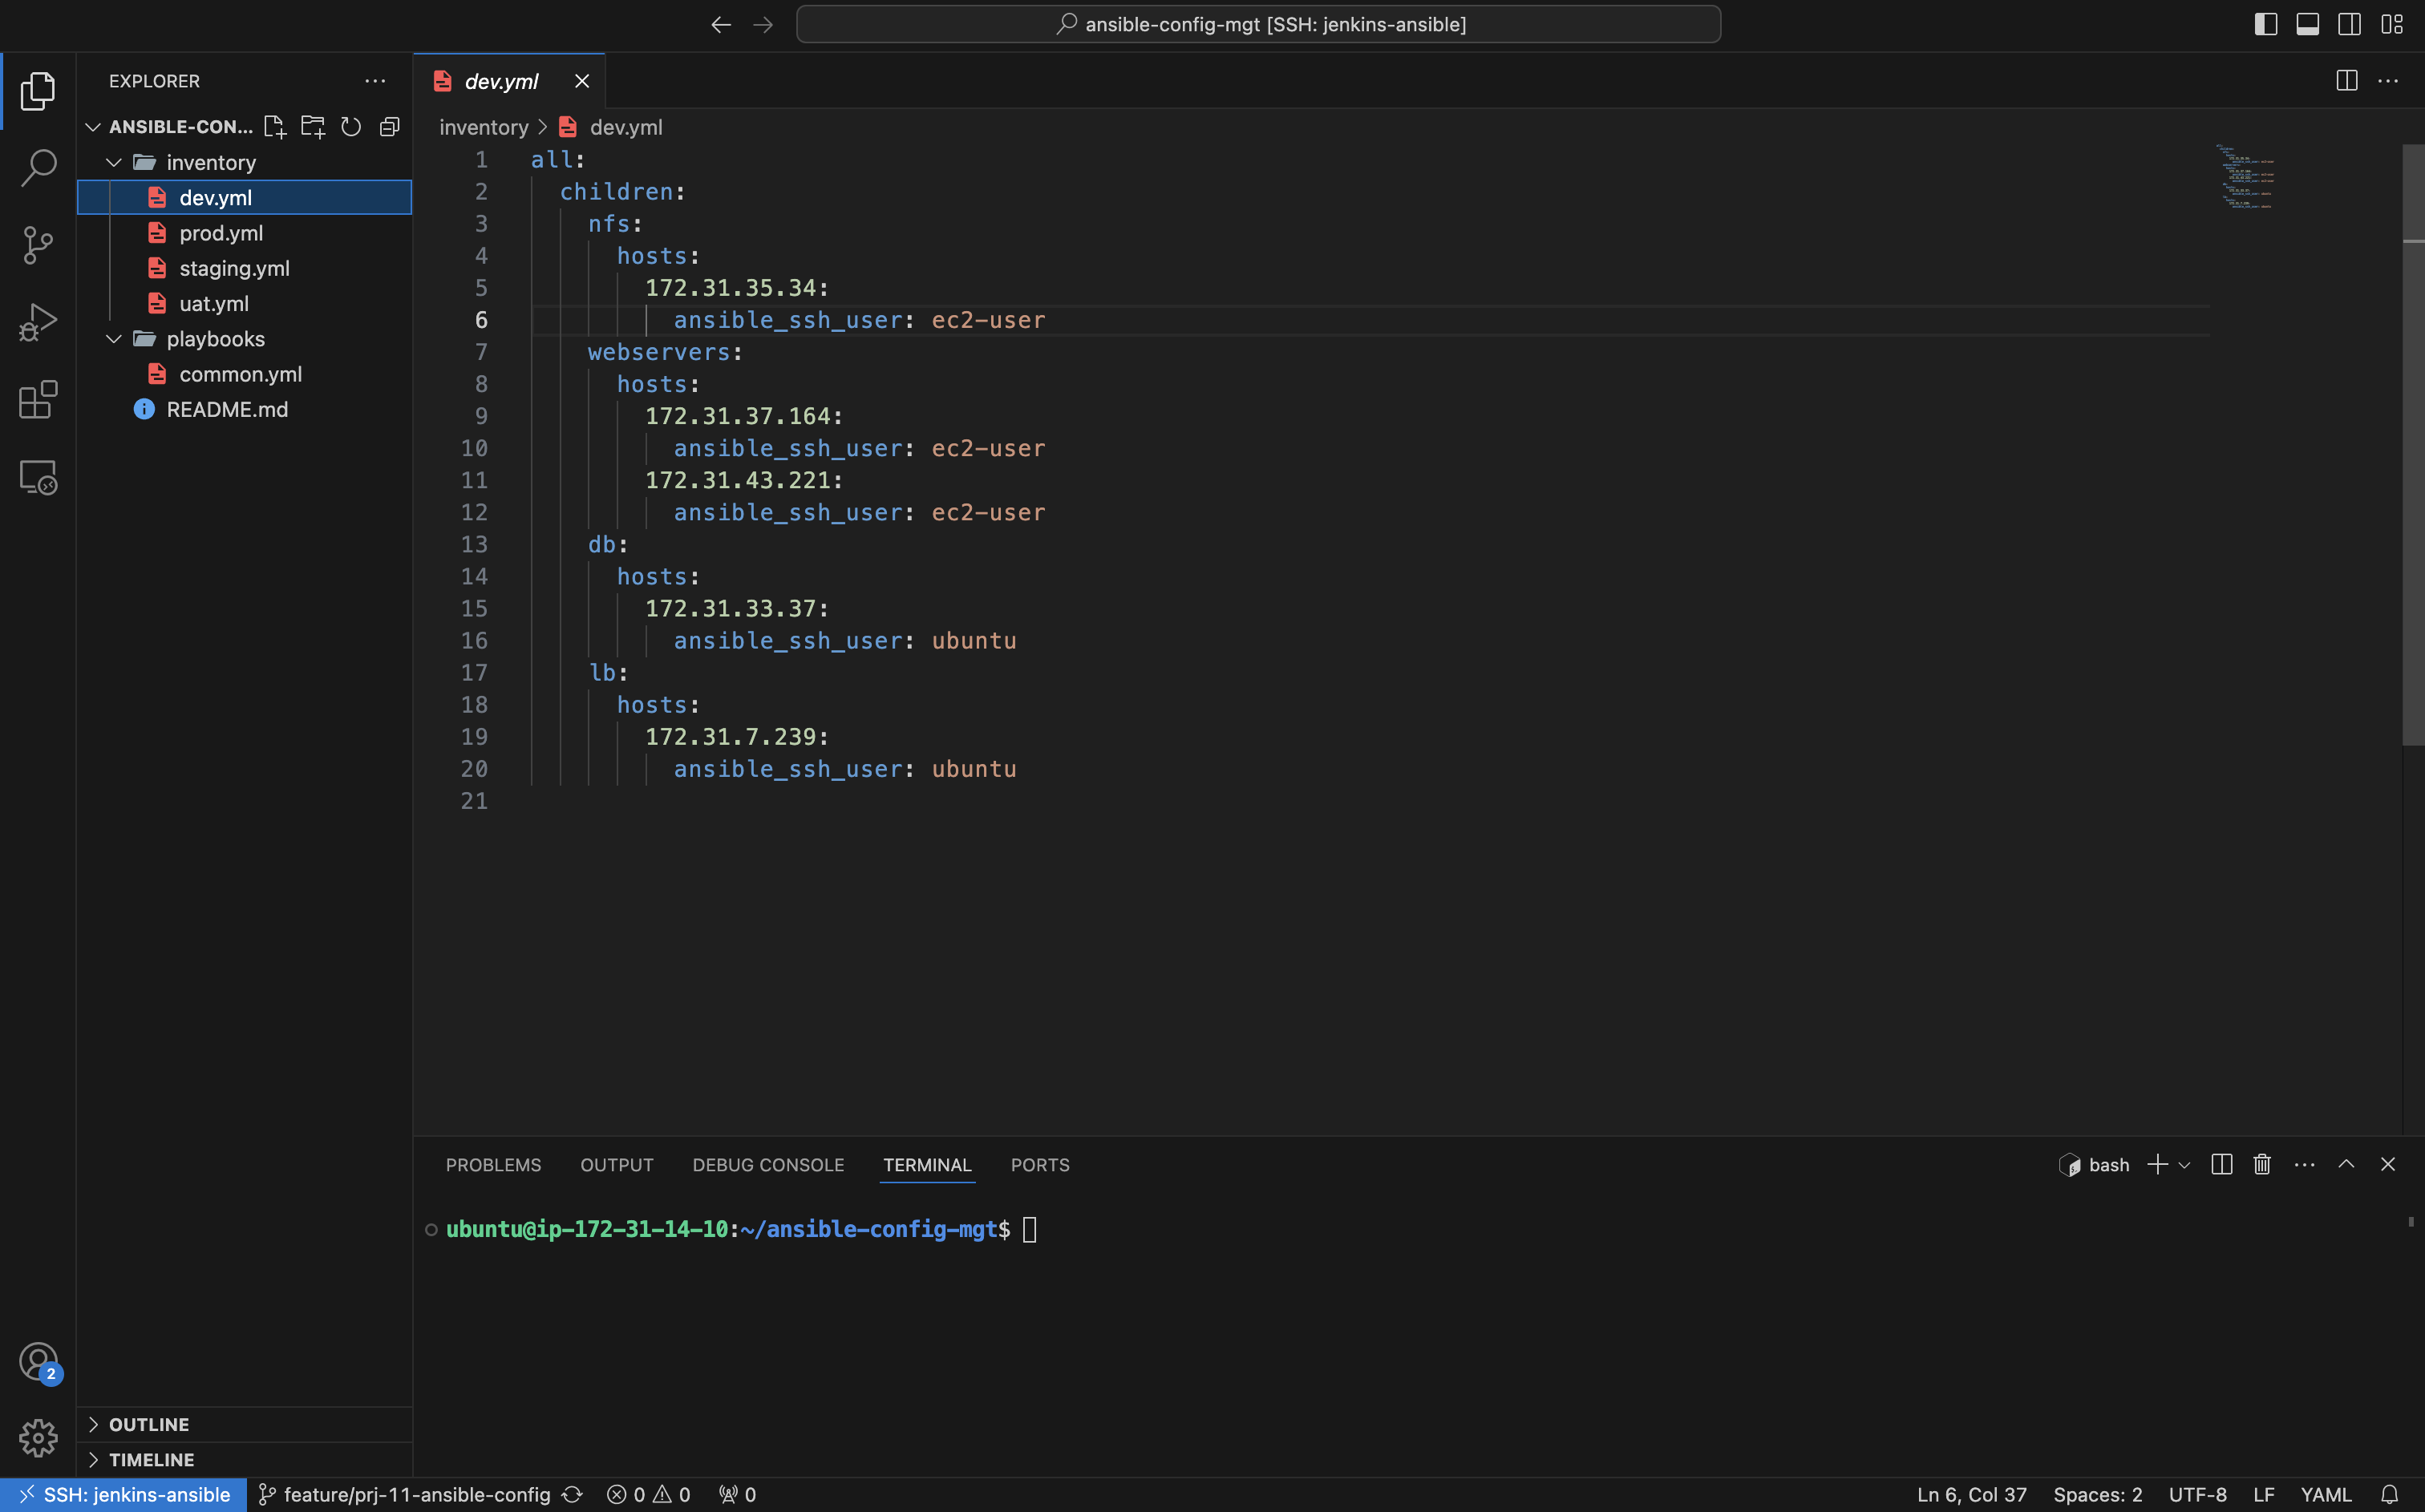 ansible-config-mgt [SSH: jenkins-ansible]
EXPLORER
ANSIBLE-CON...
inventory
dev.yml
prod.yml
staging.yml
uat.yml
playbooks
common.yml
README.md
OUTLINE
TIMELINE
2
dev.yml
inventory > dev.yml
1 all:
2   children:
3     nfs:
4       hosts:
5         172.31.35.34:
6           ansible_ssh_user: ec2-user
7     webservers:
8       hosts:
9         172.31.37.164:
10           ansible_ssh_user: ec2-user
11         172.31.43.221:
12           ansible_ssh_user: ec2-user
13     db:
14       hosts:
15         172.31.33.37:
16           ansible_ssh_user: ubuntu
17     lb:
18       hosts:
19         172.31.7.239:
20           ansible_ssh_user: ubuntu
21
PROBLEMS OUTPUT DEBUG CONSOLE TERMINAL PORTS bash
ubuntu@ip-172-31-14-10:~/ansible-config-mgt$
SSH: jenkins-ansible feature/prj-11-ansible-config 0 0 0 Ln 6, Col 37 Spaces: 2 UTF-8 LF YAML